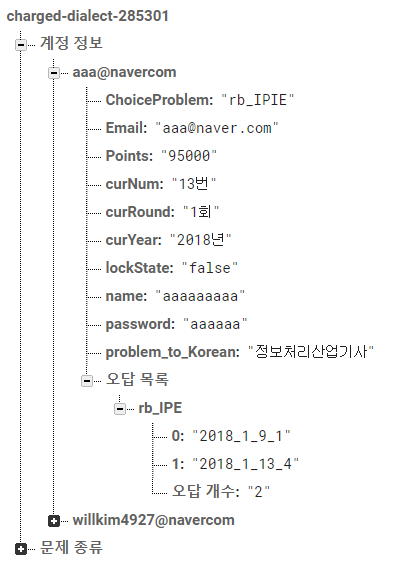 charged-dialect-285301
계정 정보
aaa@navercom
ChoiceProblem: "rb_IPIE"
Email: "aaa@naver.com"
Points: "95000"
curNum: "13번"
curRound: "1회"
curYear: "2018년"
lockState: "false"
name: "aaaaaaaaa"
password: "aaaaaa"
problem_to_Korean: "정보처리산업기사"
오답 목록
rb_IPE
0: "2018_1_9_1"
1: "2018_1_13_4"
오답 개수: "2"
willkim4927@navercom
문제 종류